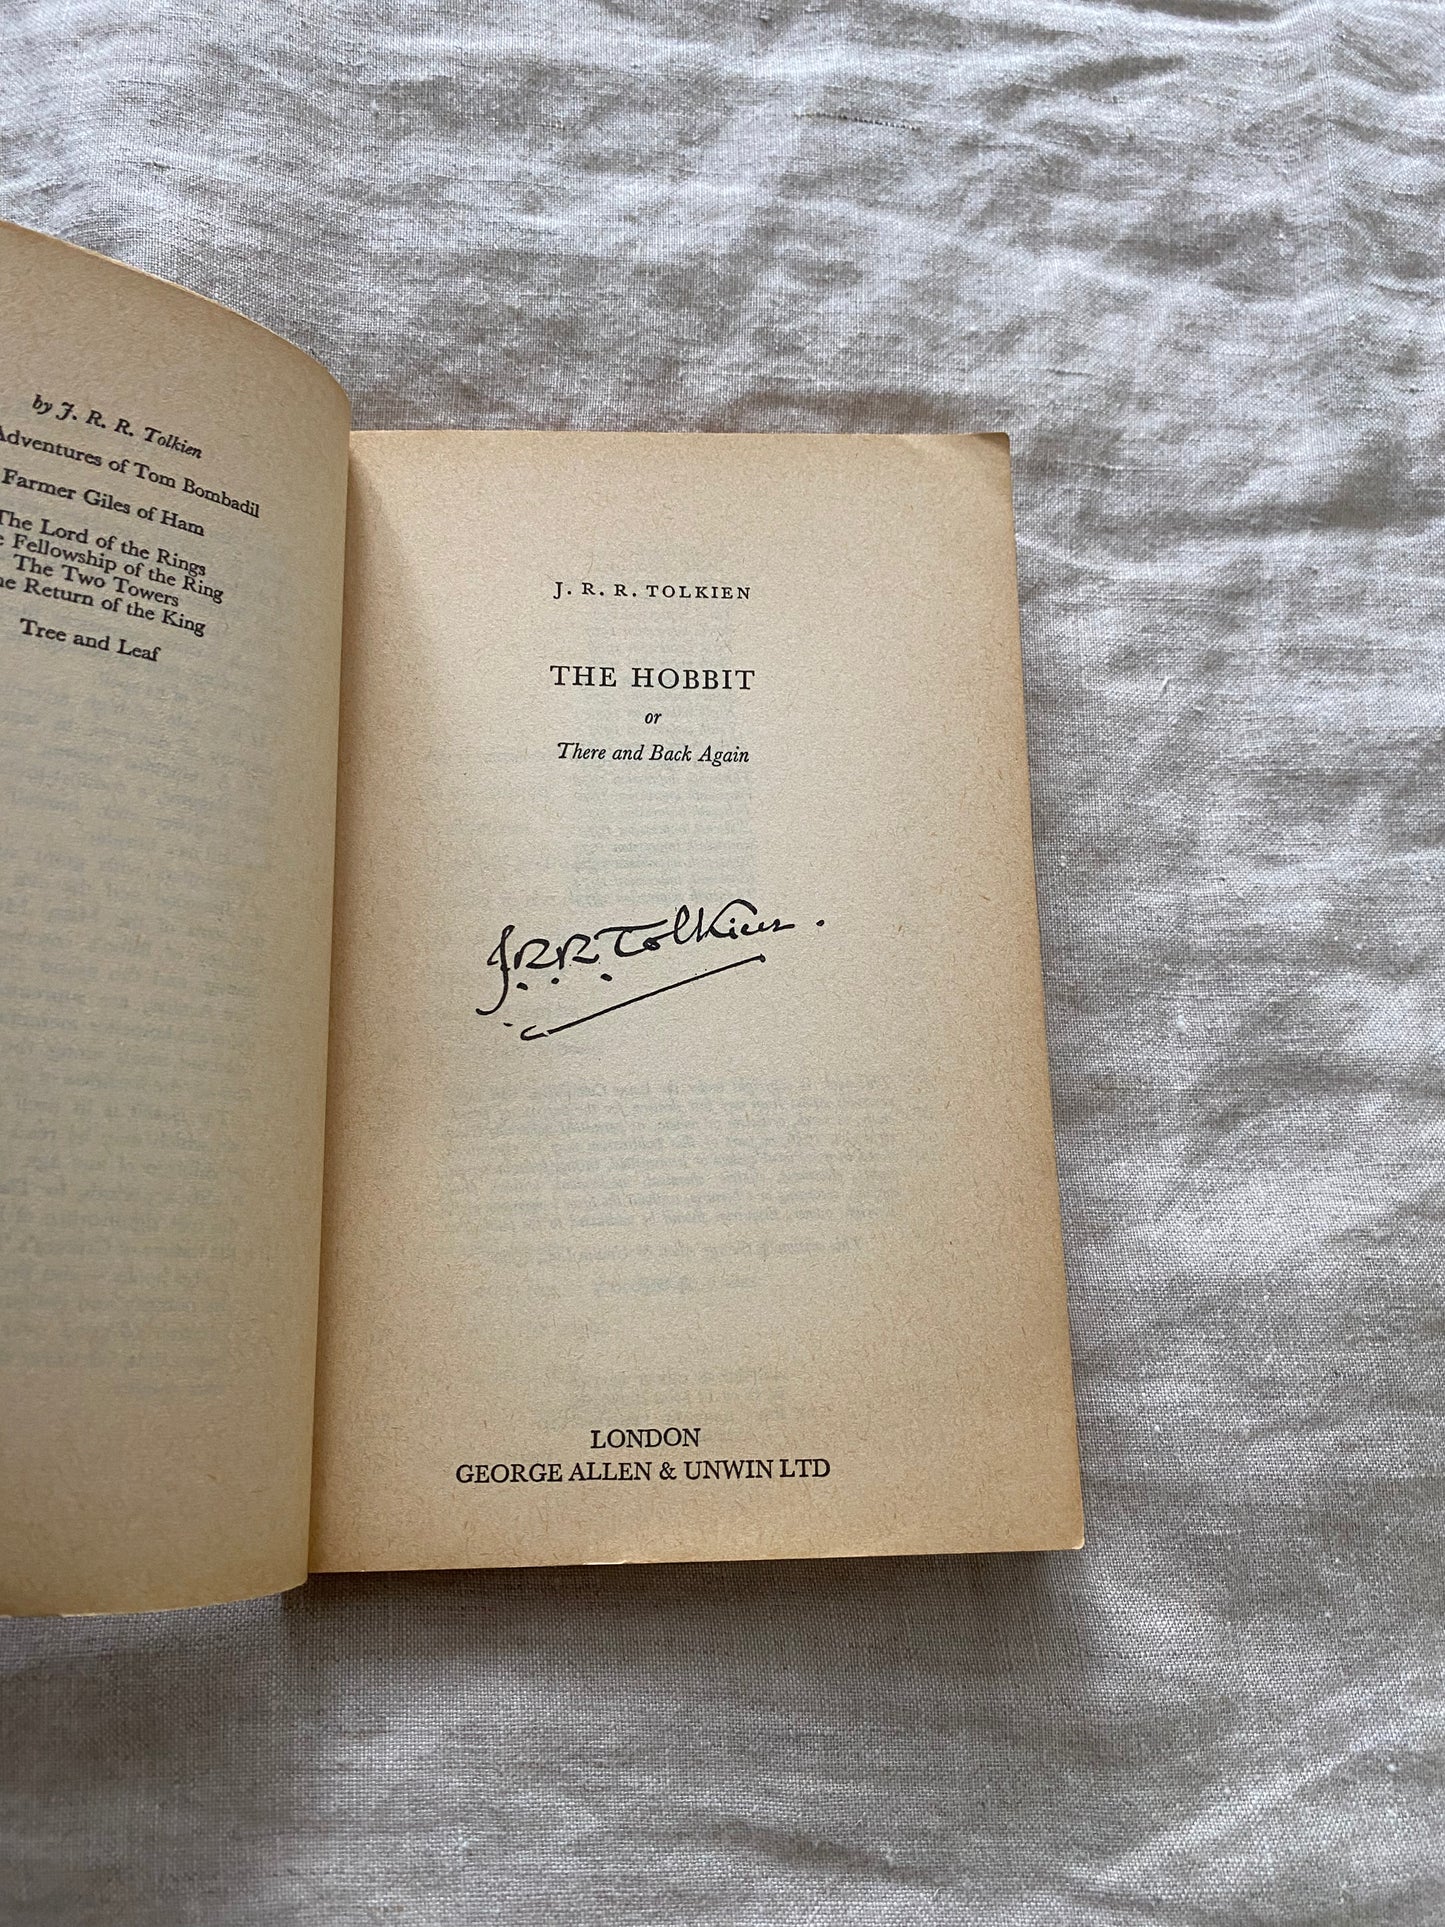 by J. R. R. Tolkien
Adventures of Tom Bombadil
Farmer Giles of Ham
The Lord of the Rings
Fellowship of the Ring
The Two Towers
Return of the King
Tree and Leaf
J. R. R. TOLKIEN
THE HOBBIT
or
There and Back Again
J.R.R. Tolkien.
LONDON
GEORGE ALLEN & UNWIN LTD